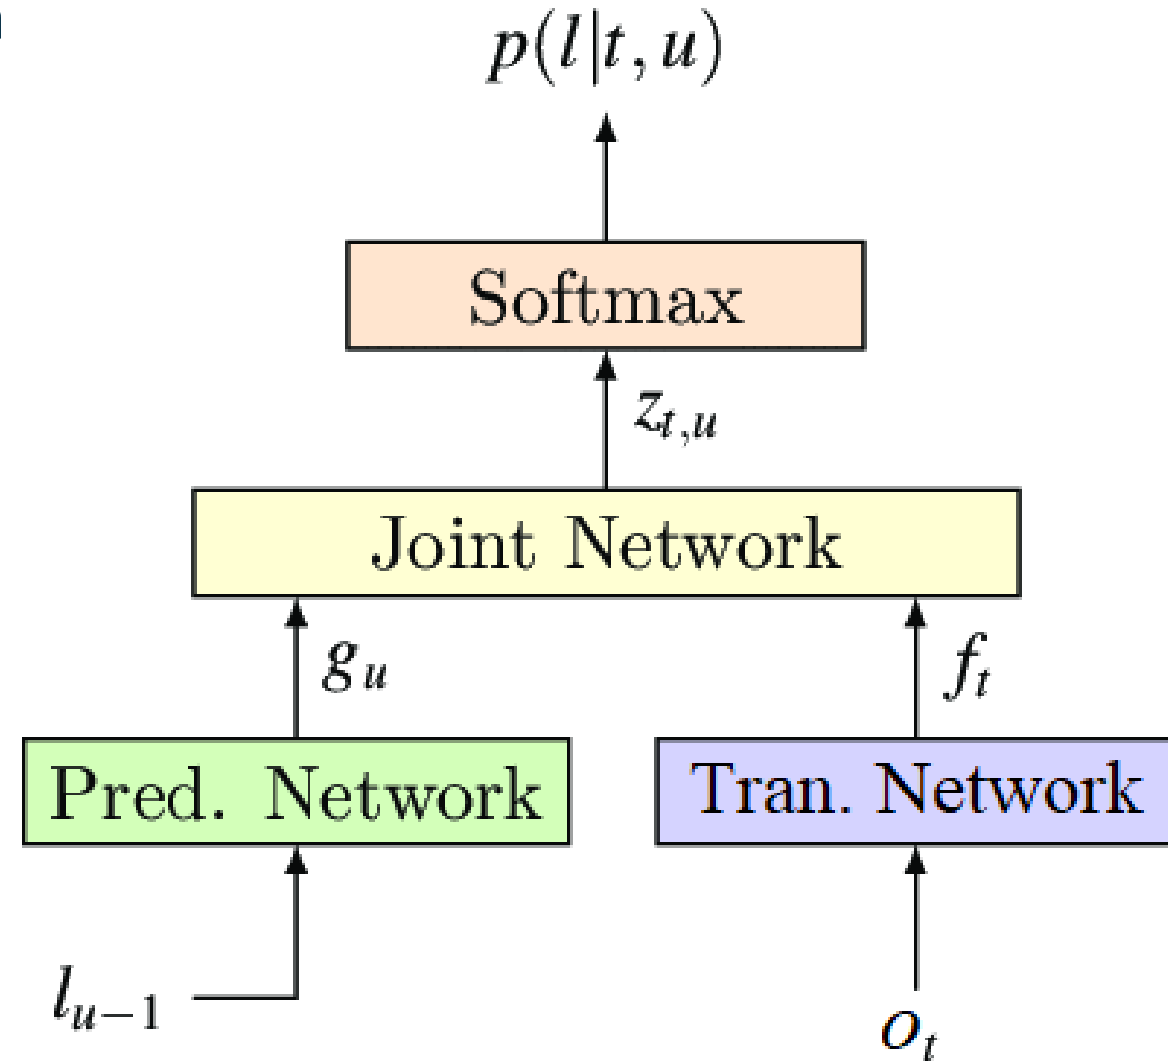 p(l|t, u)
Softmax
z_{t,u}
Joint Network
g_u
f_t
Pred. Network
Tran. Network
l_{u-1}
o_t